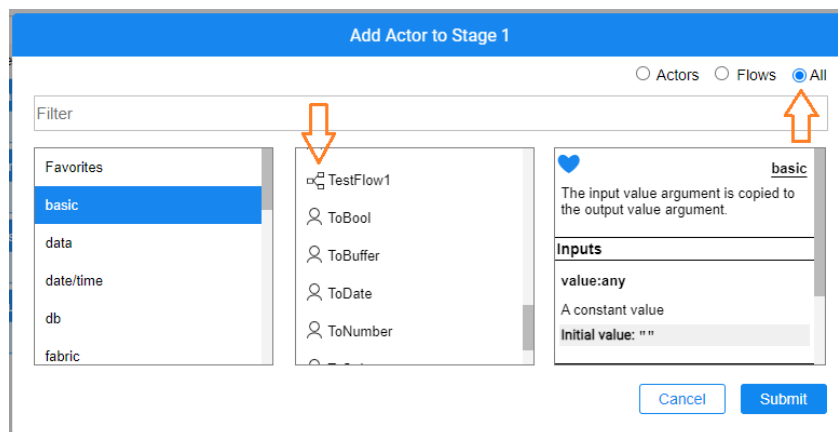 Add Actor to Stage 1
Actors Flows All
Filter
Favorites
basic
data
date/time
db
fabric
TestFlow1
ToBool
ToBuffer
ToDate
ToNumber
basic
The input value argument is copied to
the output value argument.
Inputs
value:any
A constant value
Initial value: ""
Cancel Submit